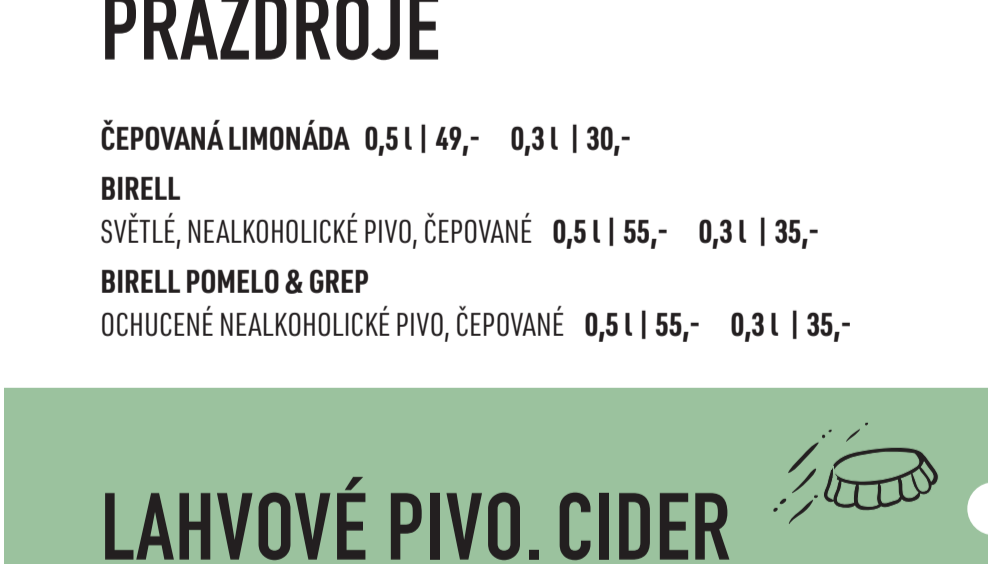 PRAZDROJE
ČEPOVANÁ LIMONÁDA 0,5 l | 49,- 0,3 l | 30,-
BIRELL
SVĚTLÉ, NEALKOHOLICKÉ PIVO, ČEPOVANÉ 0,5 l | 55,- 0,3 l | 35,-
BIRELL POMELO & GREP
OCHUCENÉ NEALKOHOLICKÉ PIVO, ČEPOVANÉ 0,5 l | 55,- 0,3 l | 35,-
LAHVOVÉ PIVO. CIDER